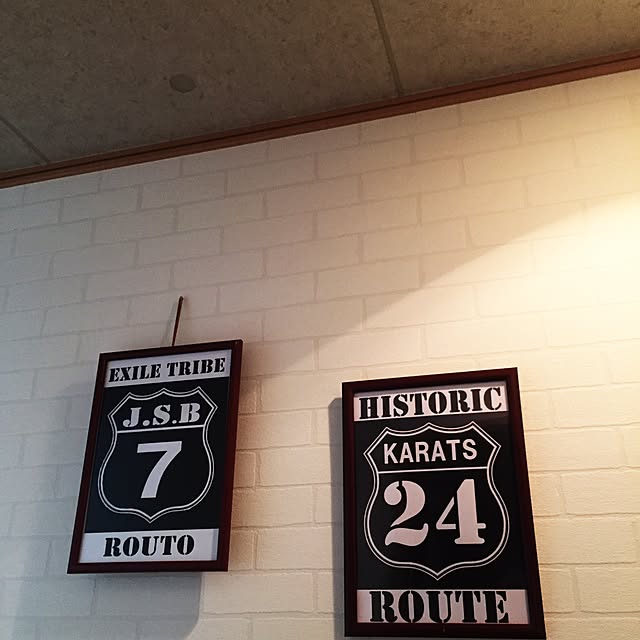 EXILE TRIBE
J.S.B
7
ROUTO
HISTORIC
KARATS
24
ROUTE